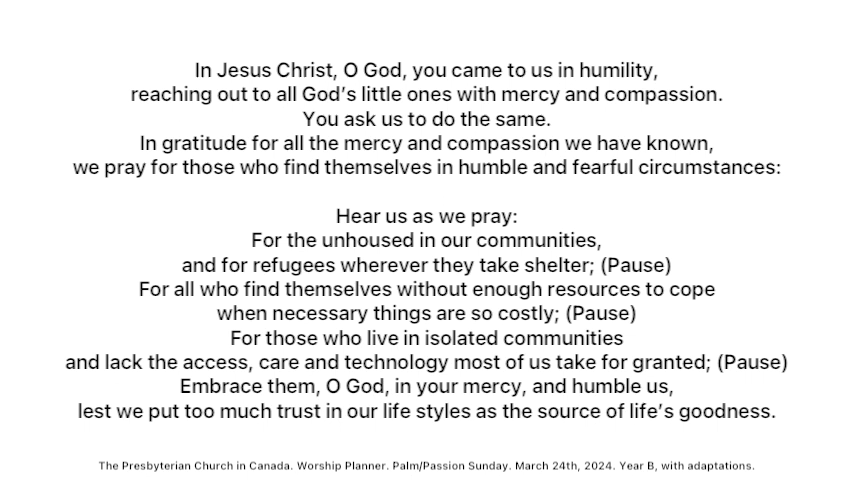 In Jesus Christ, O God, you came to us in humility,
reaching out to all God's little ones with mercy and compassion.
You ask us to do the same.
In gratitude for all the mercy and compassion we have known,
we pray for those who find themselves in humble and fearful circumstances:
Hear us as we pray:
For the unhoused in our communities,
and for refugees wherever they take shelter; (Pause)
For all who find themselves without enough resources to cope
when necessary things are so costly; (Pause)
For those who live in isolated communities
and lack the access, care and technology most of us take for granted; (Pause)
Embrace them, O God, in your mercy, and humble us,
lest we put too much trust in our life styles as the source of life's goodness.
The Presbyterian Church in Canada. Worship Planner. Palm/Passion Sunday. March 24th, 2024. Year B, with adaptations.